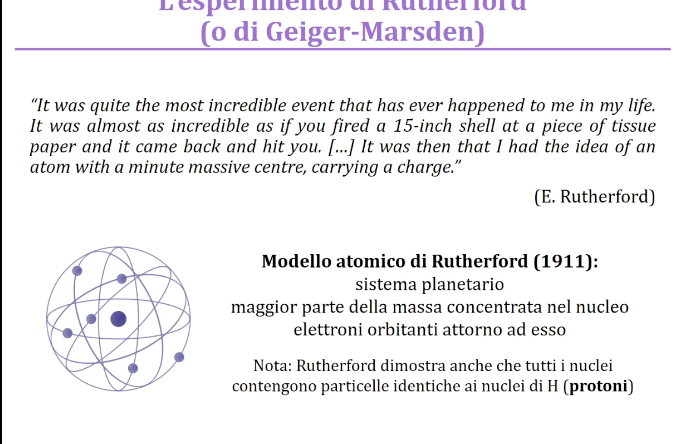 L'esperimento di Rutherford
(o di Geiger-Marsden)
“It was quite the most incredible event that has ever happened to me in my life.
It was almost as incredible as if you fired a 15-inch shell at a piece of tissue
paper and it came back and hit you. [...] It was then that I had the idea of an
atom with a minute massive centre, carrying a charge.”
(E. Rutherford)
Modello atomico di Rutherford (1911):
sistema planetario
maggior parte della massa concentrata nel nucleo
elettroni orbitanti attorno ad esso
Nota: Rutherford dimostra anche che tutti i nuclei
contengono particelle identiche ai nuclei di H (protoni)